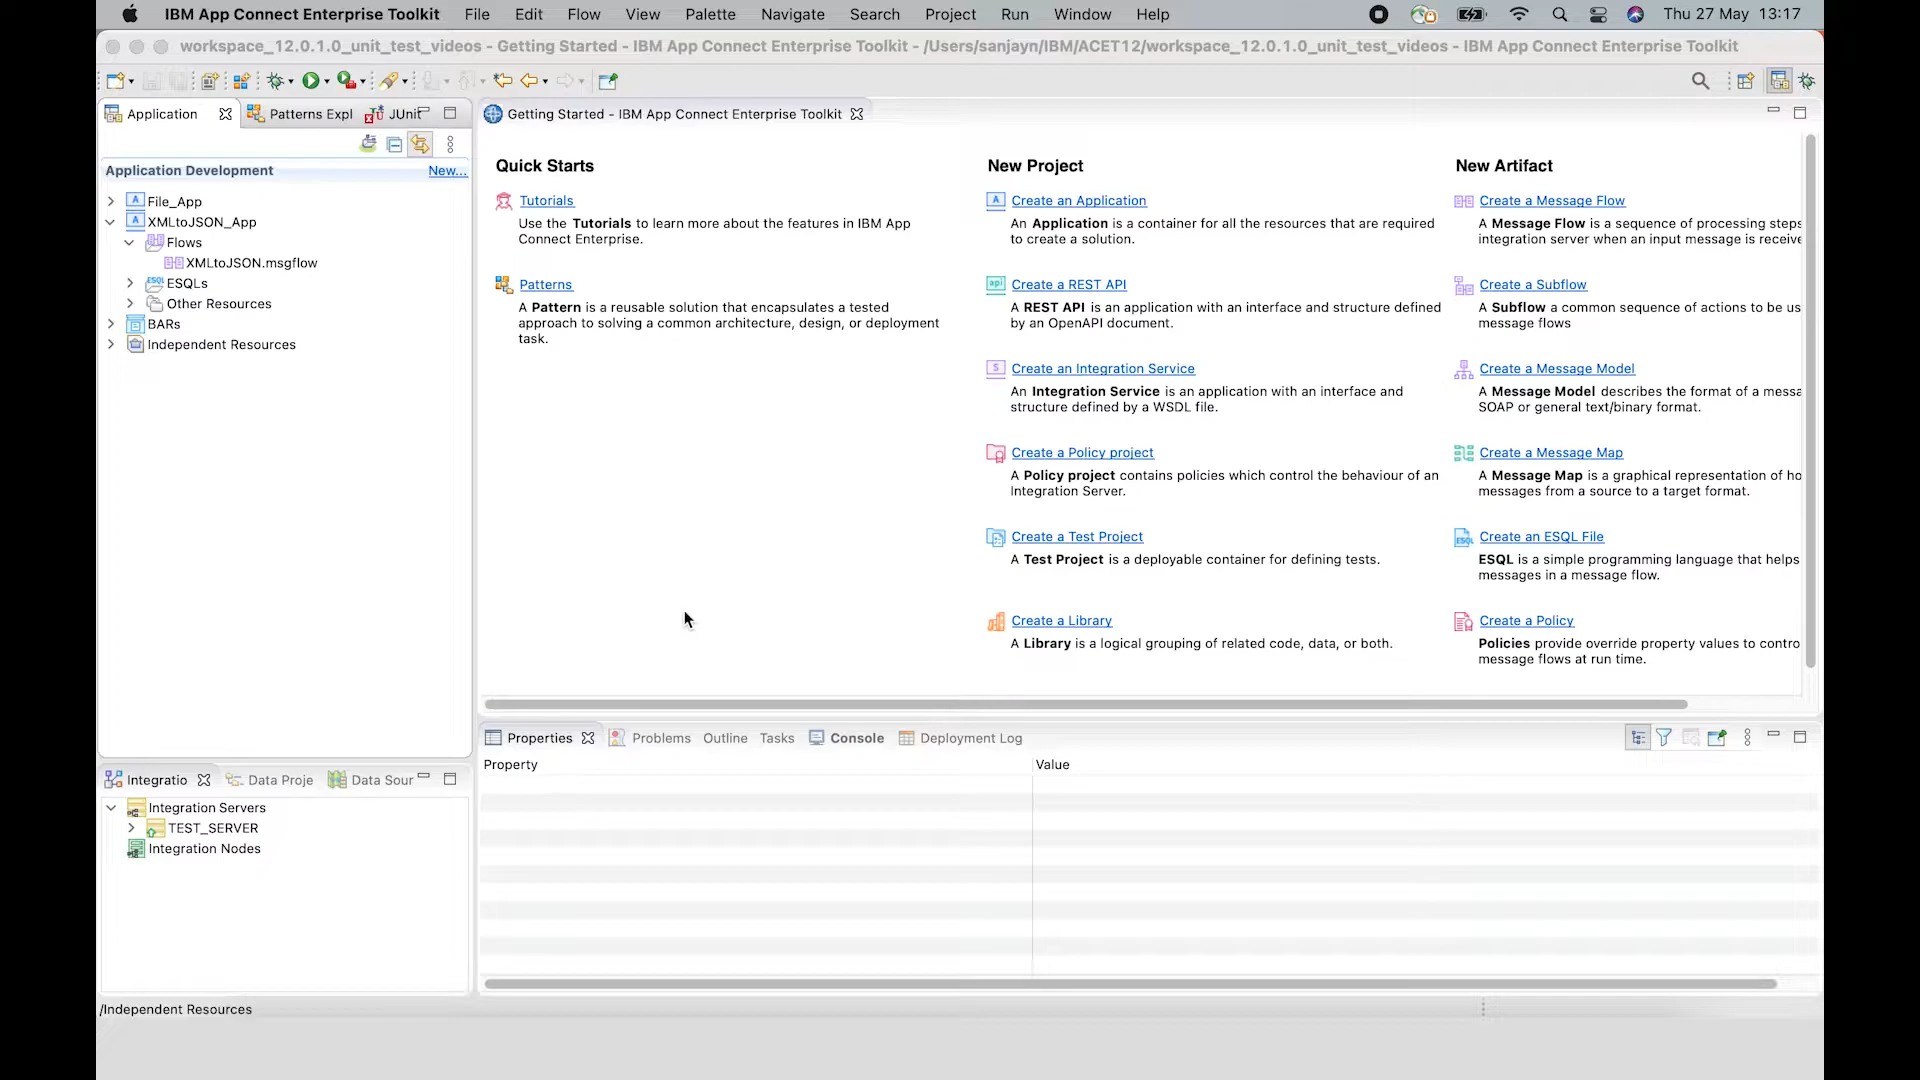 IBM App Connect Enterprise Toolkit File Edit Flow View Palette Navigate Search Project Run Window Help Thu 27 May 13:17
workspace_12.0.1.0_unit_test_videos - Getting Started - IBM App Connect Enterprise Toolkit - /Users/sanjayn/IBM/ACET12/workspace_12.0.1.0_unit_test_videos - IBM App Connect Enterprise Toolkit
Application Patterns Expl JUnit
Getting Started - IBM App Connect Enterprise Toolkit
Application Development New...
File_App
XMLtoJSON_App
Flows
XMLtoJSON.msgflow
ESQLs
Other Resources
BARs
Independent Resources
Quick Starts
Tutorials
Use the Tutorials to learn more about the features in IBM App
Connect Enterprise.
Patterns
A Pattern is a reusable solution that encapsulates a tested
approach to solving a common architecture, design, or deployment
task.
New Project
Create an Application
An Application is a container for all the resources that are required
to create a solution.
Create a REST API
A REST API is an application with an interface and structure defined
by an OpenAPI document.
Create an Integration Service
An Integration Service is an application with an interface and
structure defined by a WSDL file.
Create a Policy project
A Policy project contains policies which control the behaviour of an
Integration Server.
Create a Test Project
A Test Project is a deployable container for defining tests.
Create a Library
A Library is a logical grouping of related code, data, or both.
New Artifact
Create a Message Flow
A Message Flow is a sequence of processing steps
integration server when an input message is receive
Create a Subflow
A Subflow a common sequence of actions to be us
message flows
Create a Message Model
A Message Model describes the format of a messa
SOAP or general text/binary format.
Create a Message Map
A Message Map is a graphical representation of ho
messages from a source to a target format.
Create an ESQL File
ESQL is a simple programming language that helps
messages in a message flow.
Create a Policy
Policies provide override property values to contro
message flows at run time.
Properties Problems Outline Tasks Console Deployment Log
Property Value
Integratio Data Proje Data Sour
Integration Servers
TEST_SERVER
Integration Nodes
/Independent Resources